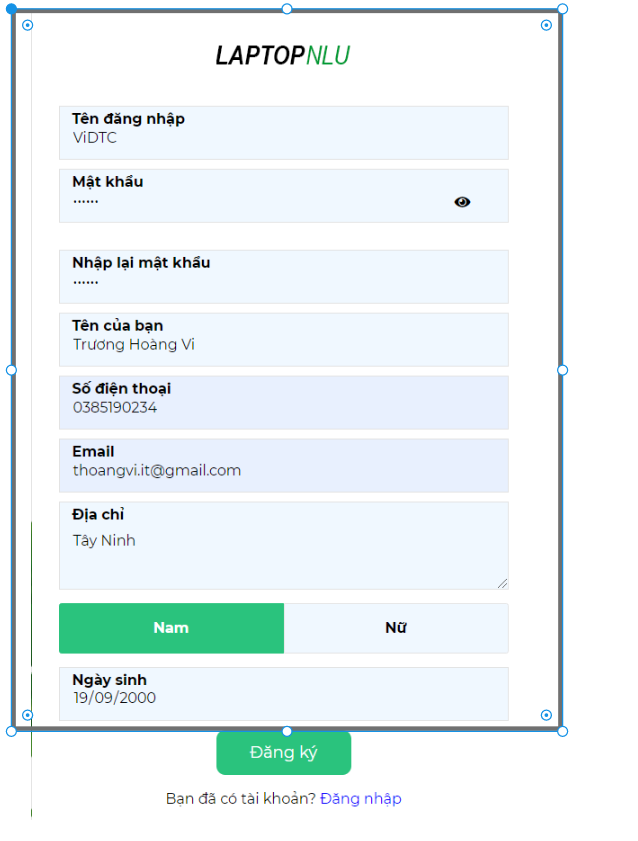 LAPTOPNLU
Tên đăng nhập
ViDTC
Mật khẩu
••••••
Nhập lại mật khẩu
••••••
Tên của bạn
Trương Hoàng Vi
Số điện thoại
0385190234
Email
thoangvi.it@gmail.com
Địa chỉ
Tây Ninh
Nam Nữ
Ngày sinh
19/09/2000
Đăng ký
Bạn đã có tài khoản? Đăng nhập